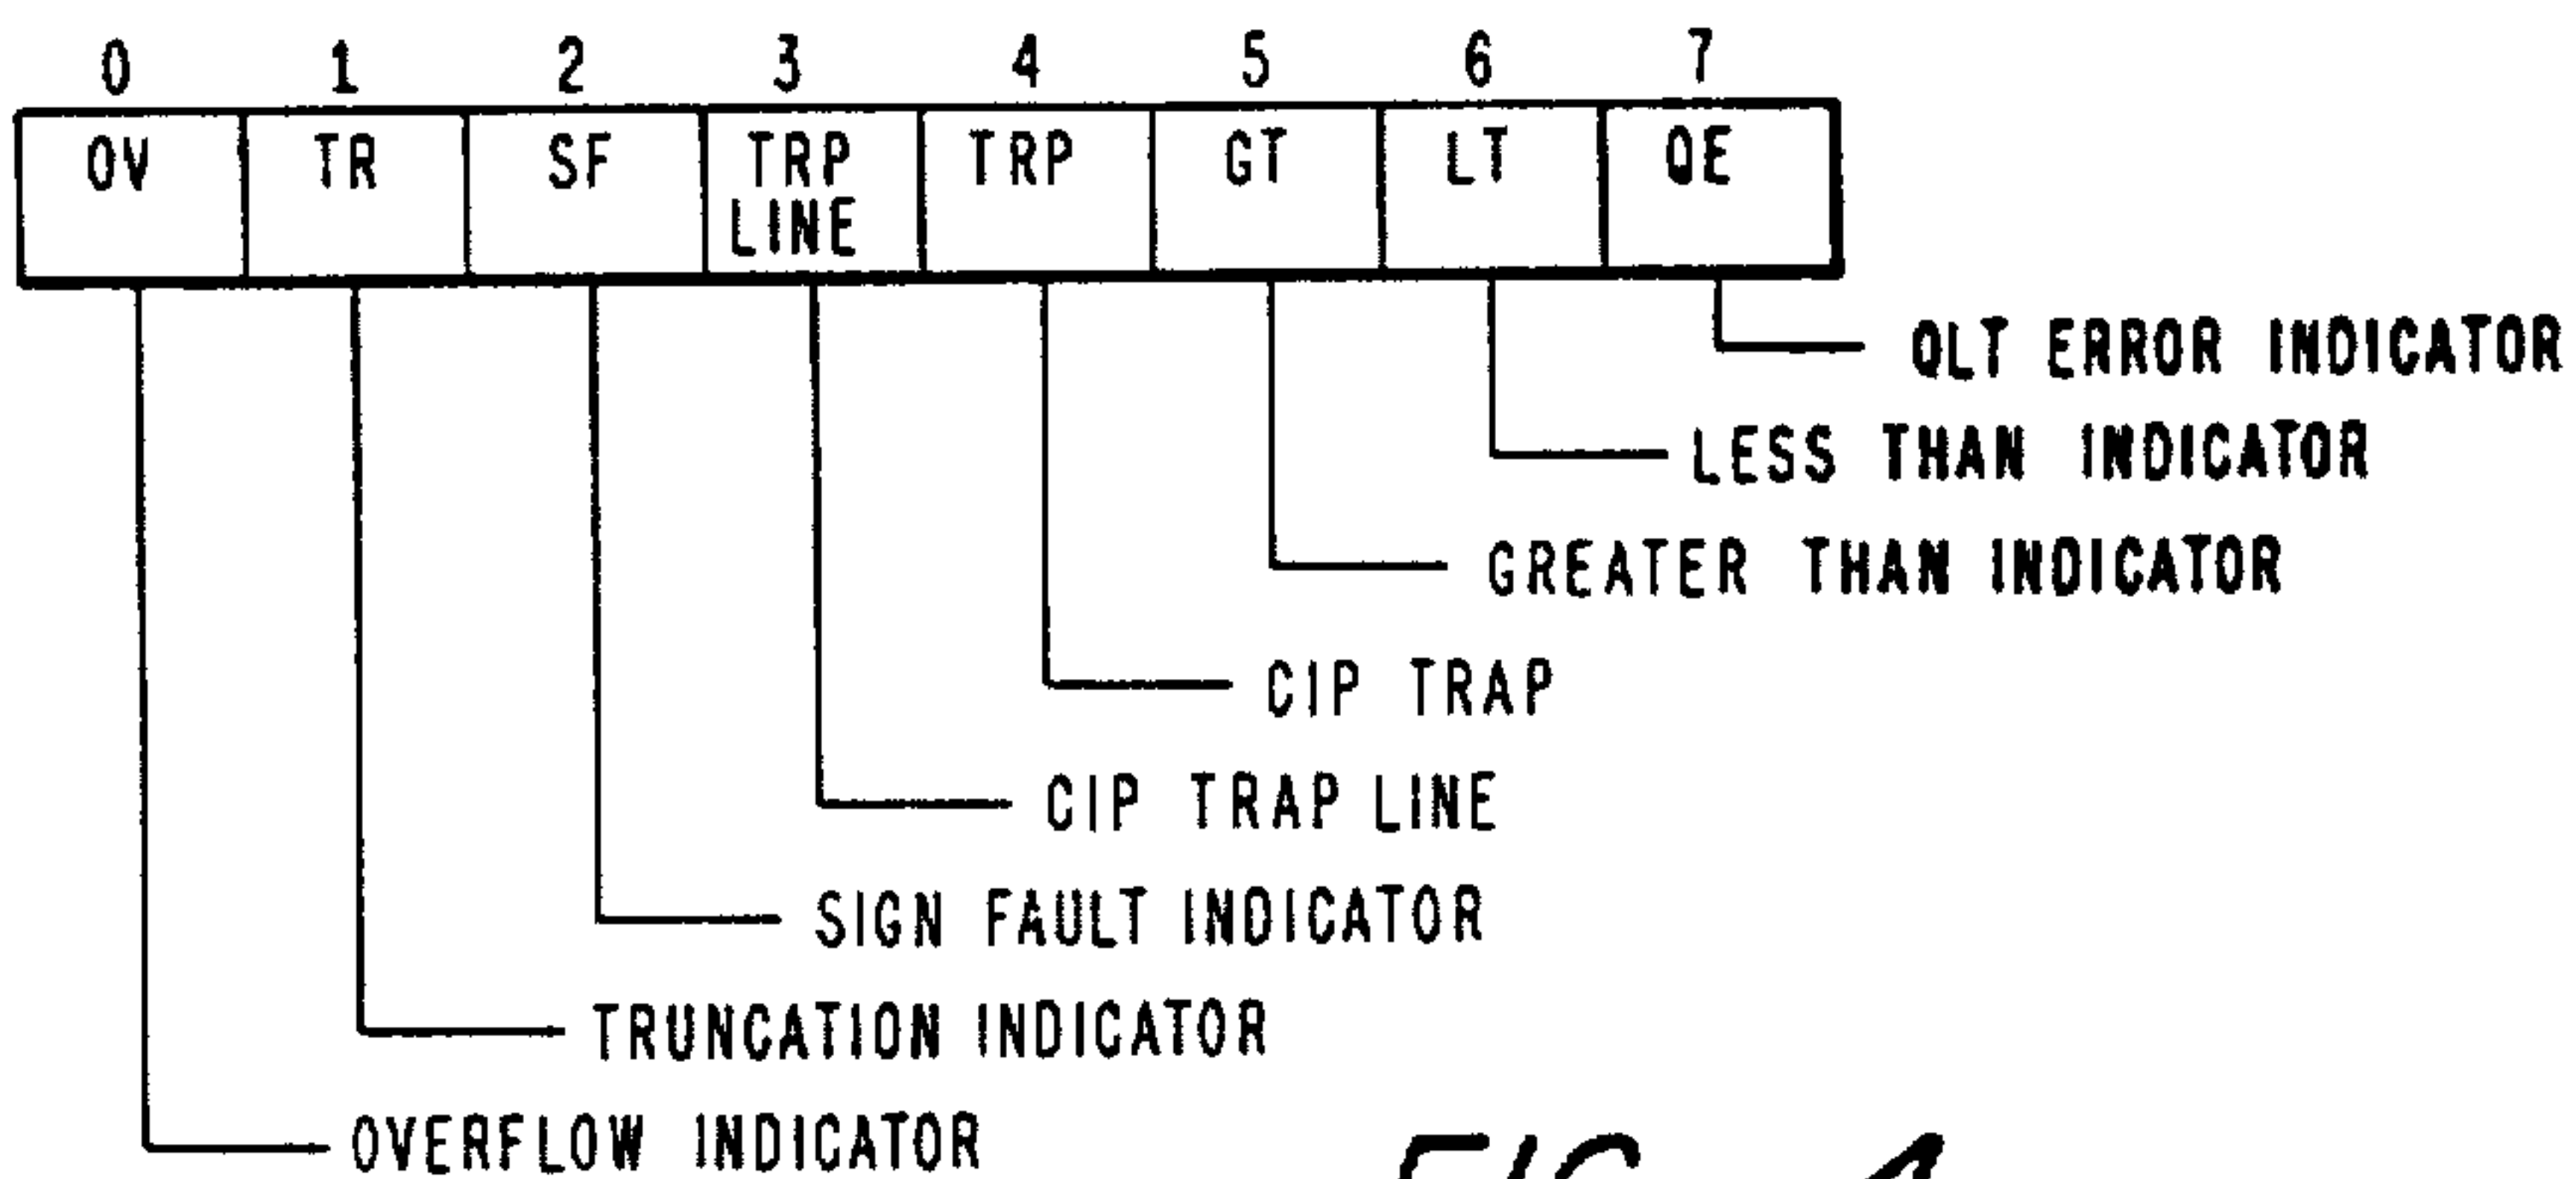 0 1 2 3 4 5 6 7
OV TR SF TRP LINE TRP GT LT QE
QLT ERROR INDICATOR
LESS THAN INDICATOR
GREATER THAN INDICATOR
CIP TRAP
CIP TRAP LINE
SIGN FAULT INDICATOR
TRUNCATION INDICATOR
OVERFLOW INDICATOR
FIG.